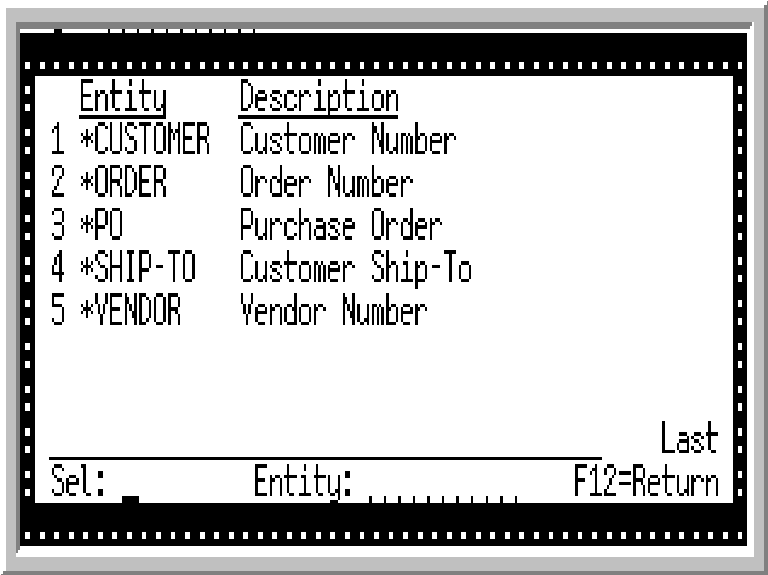 Entity Description
1 *CUSTOMER Customer Number
2 *ORDER Order Number
3 *PO Purchase Order
4 *SHIP-TO Customer Ship-To
5 *VENDOR Vendor Number
Last
Sel: Entity: F12=Return